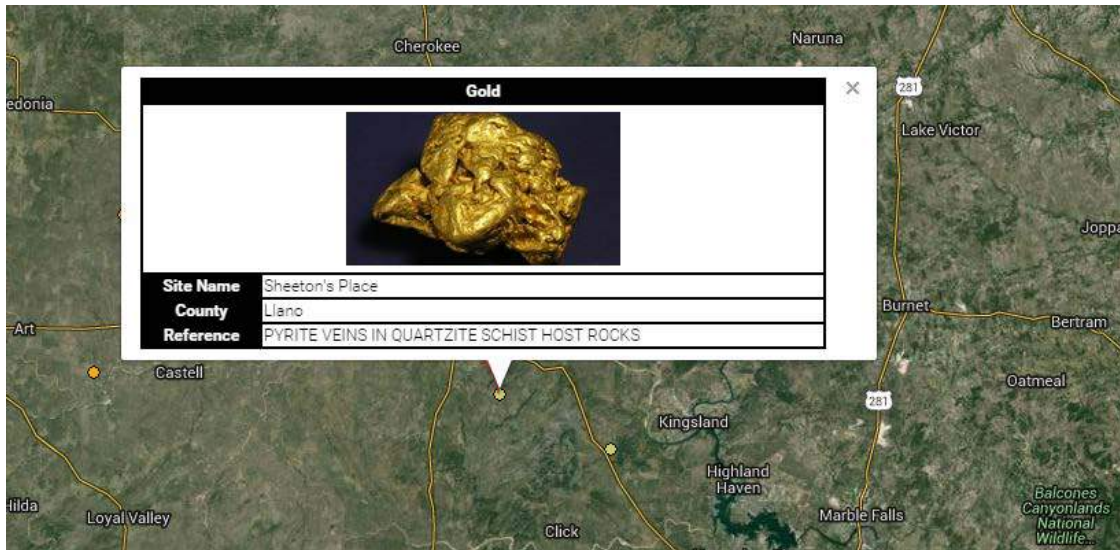 Cherokee
Naruna
edonia
Gold
×
281
Lake Victor
Joppa
Site Name Sheeton's Place
County Llano
Reference PYRITE VEINS IN QUARTZITE SCHIST HOST ROCKS
Burnet
Bertram
Art
Castell
Oatmeal
281
Kingsland
Highland
Haven
Hilda
Loyal Valley
Click
Marble Falls
Balcones
Canyonlands
National
Wildlife...